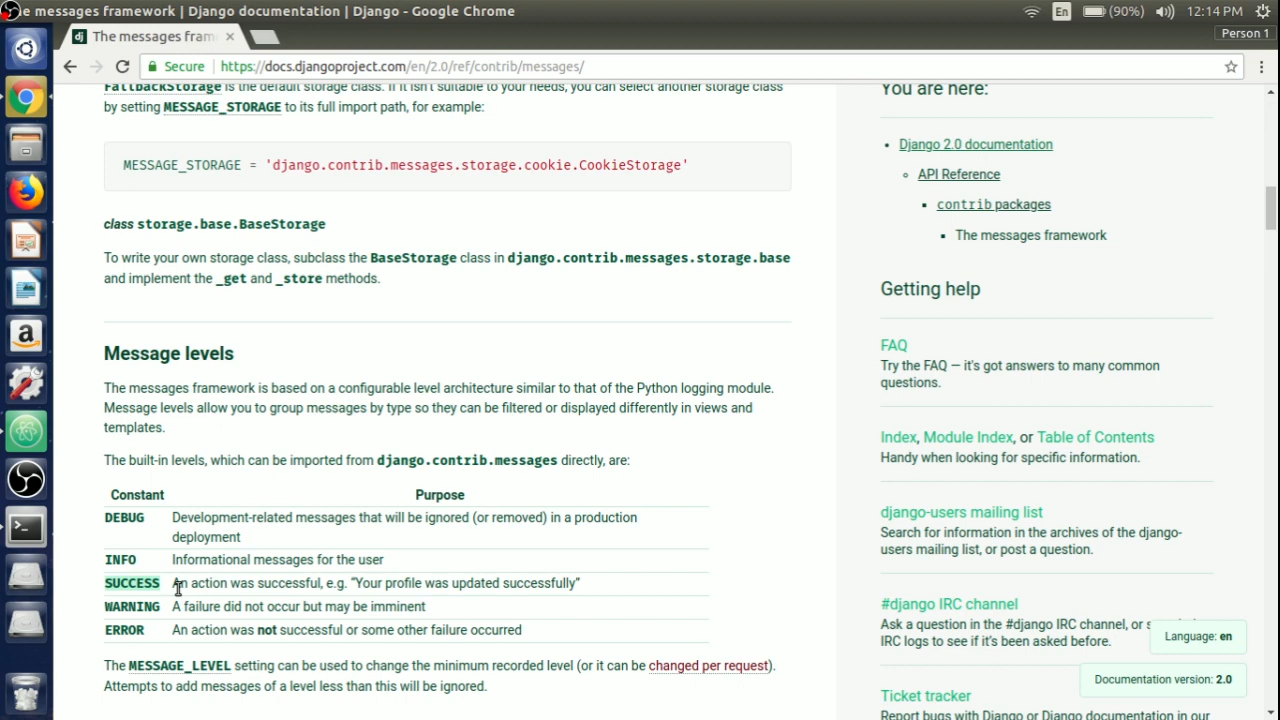 e messages framework | Django documentation | Django - Google Chrome
En
(90%)
12:14 PM
Person 1
dj
The messages fram
Secure
https://docs.djangoproject.com/en/2.0/ref/contrib/messages/
FallbackStorage is the default storage class. If it isn't suitable to your needs, you can select another storage class
by setting MESSAGE_STORAGE to its full import path, for example:
MESSAGE_STORAGE = 'django.contrib.messages.storage.cookie.CookieStorage'
class storage.base.BaseStorage
To write your own storage class, subclass the BaseStorage class in django.contrib.messages.storage.base
and implement the _get and _store methods.
Message levels
The messages framework is based on a configurable level architecture similar to that of the Python logging module.
Message levels allow you to group messages by type so they can be filtered or displayed differently in views and
templates.
The built-in levels, which can be imported from django.contrib.messages directly, are:
Constant Purpose
DEBUG Development-related messages that will be ignored (or removed) in a production
deployment
INFO Informational messages for the user
SUCCESS An action was successful, e.g. “Your profile was updated successfully”
WARNING A failure did not occur but may be imminent
ERROR An action was not successful or some other failure occurred
The MESSAGE_LEVEL setting can be used to change the minimum recorded level (or it can be changed per request).
Attempts to add messages of a level less than this will be ignored.
You are here:
Django 2.0 documentation
API Reference
contrib packages
The messages framework
Getting help
FAQ
Try the FAQ — it's got answers to many common
questions.
Index, Module Index, or Table of Contents
Handy when looking for specific information.
django-users mailing list
Search for information in the archives of the django-
users mailing list, or post a question.
#django IRC channel
Ask a question in the #django IRC channel, or s
IRC logs to see if it's been asked before.
Language: en
Documentation version: 2.0
Ticket tracker
Report bugs with Django or Django documentation in our